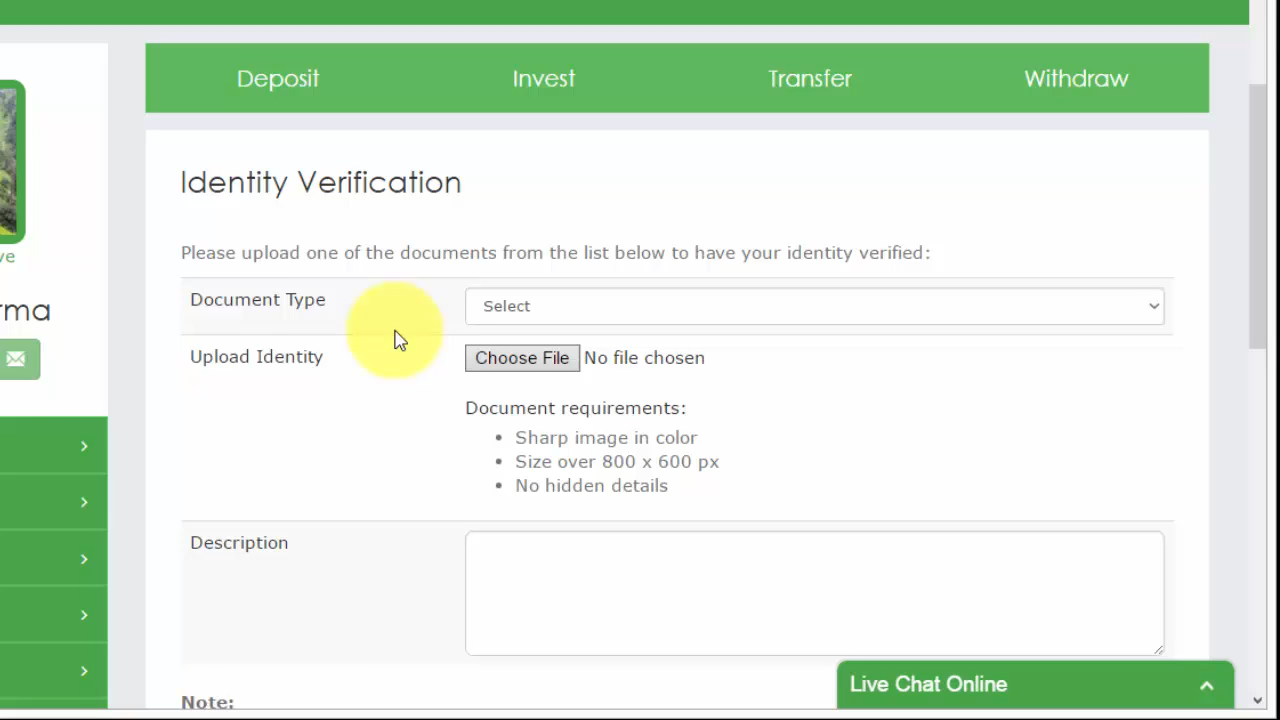 Deposit Invest Transfer Withdraw
Identity Verification
ve
Please upload one of the documents from the list below to have your identity verified:
Document Type Select
rma
Upload Identity Choose File No file chosen
Document requirements:
• Sharp image in color
• Size over 800 x 600 px
• No hidden details
Description
Note:
Live Chat Online